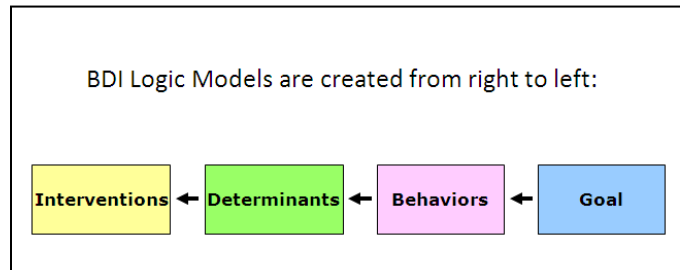 BDI Logic Models are created from right to left:
Interventions Determinants Behaviors Goal